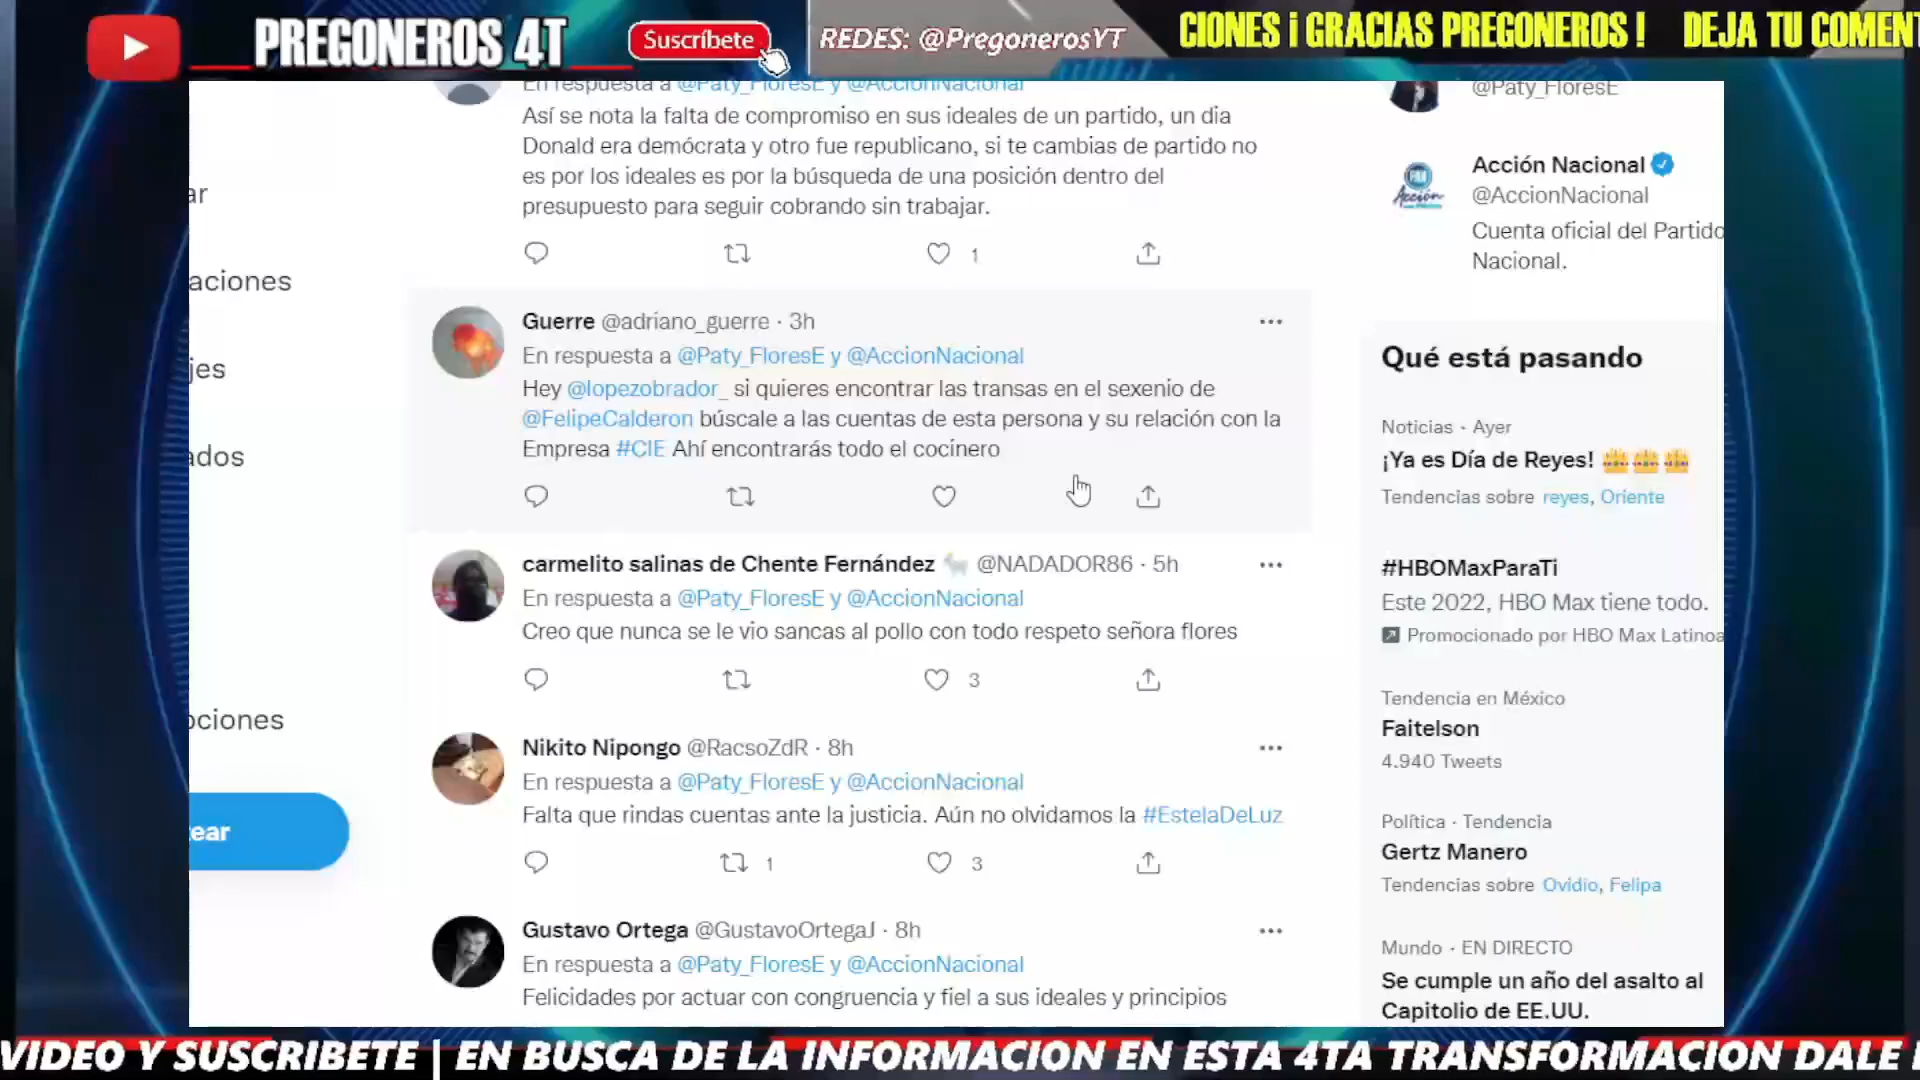 PREGONEROS 4T
Suscríbete
REDES: @PregonerosYT
CIONES ¡ GRACIAS PREGONEROS ! DEJA TU COMENT
En respuesta a @Paty_FloresE y @AccionNacional
Así se nota la falta de compromiso en sus ideales de un partido, un dia
Donald era demócrata y otro fue republicano, si te cambias de partido no
es por los ideales es por la búsqueda de una posición dentro del
presupuesto para seguir cobrando sin trabajar.
1
Guerre @adriano_guerre · 3h
En respuesta a @Paty_FloresE y @AccionNacional
Hey @lopezobrador_ si quieres encontrar las transas en el sexenio de
@FelipeCalderon búscale a las cuentas de esta persona y su relación con la
Empresa #CIE Ahí encontrarás todo el cocínero
carmelito salinas de Chente Fernández @NADADOR86 · 5h
En respuesta a @Paty_FloresE y @AccionNacional
Creo que nunca se le vio sancas al pollo con todo respeto señora flores
3
Nikito Nipongo @RacsoZdR · 8h
En respuesta a @Paty_FloresE y @AccionNacional
Falta que rindas cuentas ante la justicia. Aún no olvidamos la #EstelaDeLuz
1 3
Gustavo Ortega @GustavoOrtegaJ · 8h
En respuesta a @Paty_FloresE y @AccionNacional
Felicidades por actuar con congruencia y fiel a sus ideales y principios
ar
aciones
jes
ados
ociones
ear
@Paty_FloresE
PAN
Acción
Acción Nacional
@AccionNacional
Cuenta oficial del Partido
Nacional.
Qué está pasando
Noticias · Ayer
¡Ya es Día de Reyes!
Tendencias sobre reyes, Oriente
#HBOMaxParaTi
Este 2022, HBO Max tiene todo.
Promocionado por HBO Max Latinoa
Tendencia en México
Faitelson
4.940 Tweets
Política · Tendencia
Gertz Manero
Tendencias sobre Ovidio, Felipa
Mundo · EN DIRECTO
Se cumple un año del asalto al
Capitolio de EE.UU.
VIDEO Y SUSCRIBETE | EN BUSCA DE LA INFORMACION EN ESTA 4TA TRANSFORMACION DALE